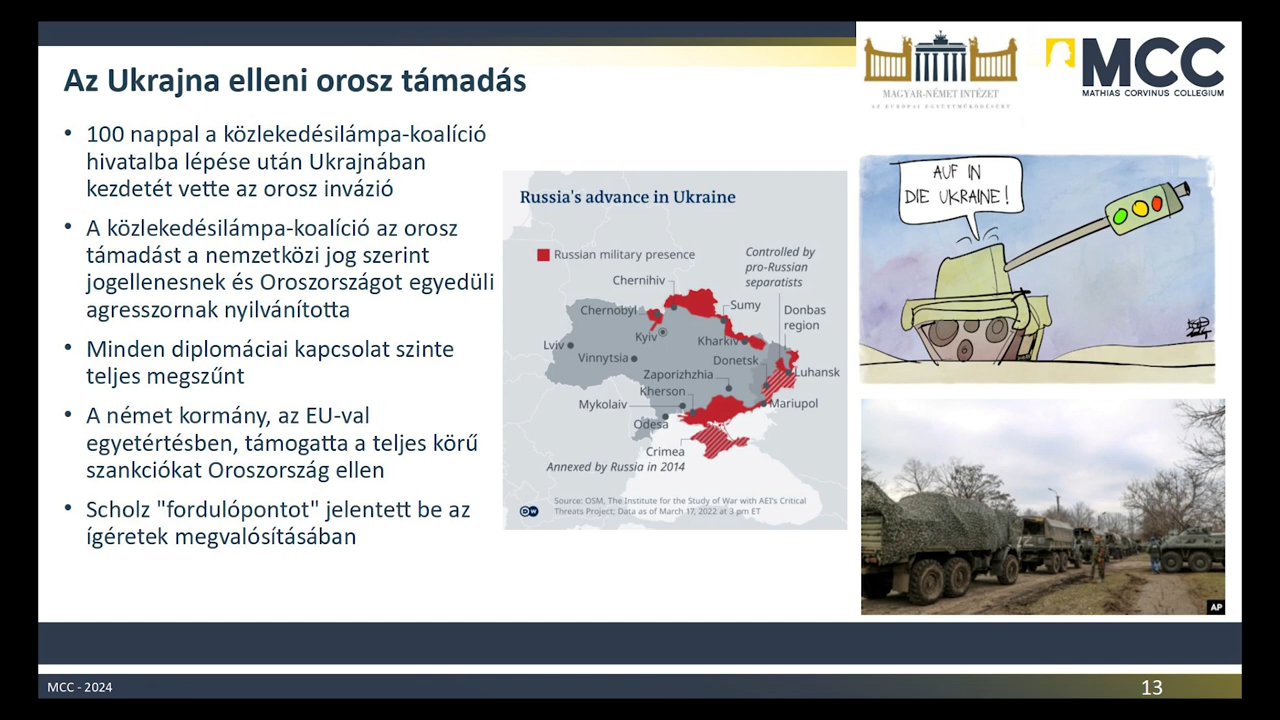 Az Ukrajna elleni orosz támadás
MAGYAR-NÉMET INTÉZET
AZ EURÓPAI EGYÜTTMŰKÖDÉSÉRT
MCC
MATHIAS CORVINUS COLLEGIUM
• 100 nappal a közlekedésilámpa-koalíció
hivatalba lépése után Ukrajnában
kezdetét vette az orosz invázió
• A közlekedésilámpa-koalíció az orosz
támadást a nemzetközi jog szerint
jogellenesnek és Oroszországot egyedüli
agresszornak nyilvánította
• Minden diplomáciai kapcsolat szinte
teljes megszűnt
• A német kormány, az EU-val
egyetértésben, támogatta a teljes körű
szankciókat Oroszország ellen
• Scholz "fordulópontot" jelentett be az
ígéretek megvalósításában
Russia's advance in Ukraine
Russian military presence
Controlled by
pro-Russian
separatists
Chernihiv
Chernobyl
Sumy
Donbas
region
Kyiv
Lviv
Kharkiv
Vinnytsia
Donetsk
Luhansk
Zaporizhzhia
Kherson
Mykolaiv
Mariupol
Odesa
Crimea
Annexed by Russia in 2014
Source: OSM, The Institute for the Study of War with AEI's Critical
Threats Project; Data as of March 17, 2022 at 3 pm ET
DW
AUF IN
DIE UKRAINE!
AP
MCC - 2024
13